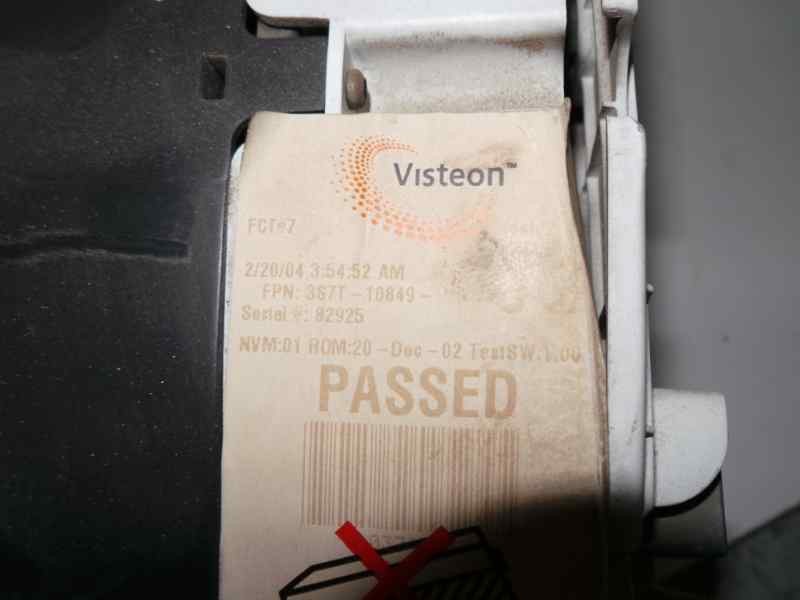 Visteon™
FCT#7
2/20/04 3:54:52 AM
FPN: 3S7T-10849-
Serial #: 82925
NVM:01 ROM:20-Dec-02 TestSW:1.00
PASSED